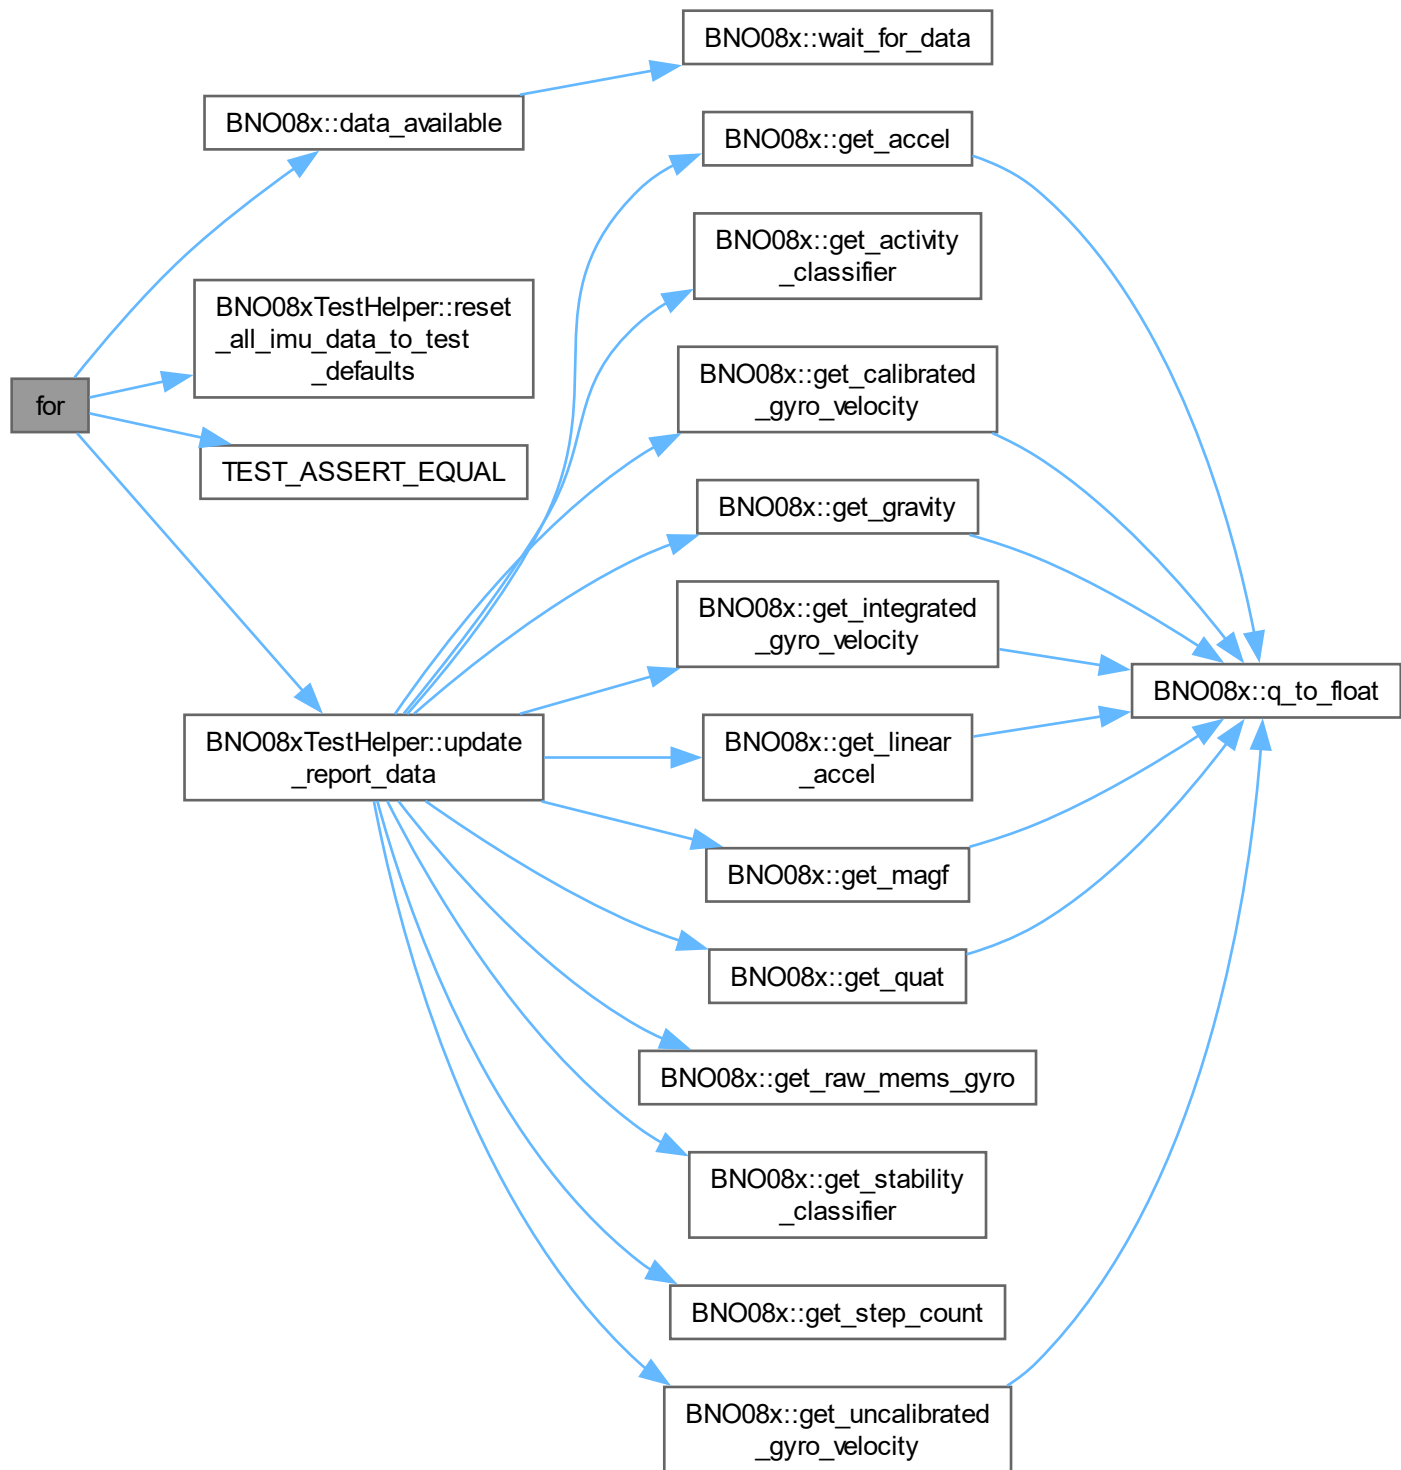 BNO08x::wait_for_data
BNO08x::data_available
BNO08x::get_accel
BNO08x::get_activity
_classifier
BNO08xTestHelper::reset
_all_imu_data_to_test
_defaults
BNO08x::get_calibrated
_gyro_velocity
for
TEST_ASSERT_EQUAL
BNO08x::get_gravity
BNO08x::get_integrated
_gyro_velocity
BNO08x::q_to_float
BNO08xTestHelper::update
_report_data
BNO08x::get_linear
_accel
BNO08x::get_magf
BNO08x::get_quat
BNO08x::get_raw_mems_gyro
BNO08x::get_stability
_classifier
BNO08x::get_step_count
BNO08x::get_uncalibrated
_gyro_velocity